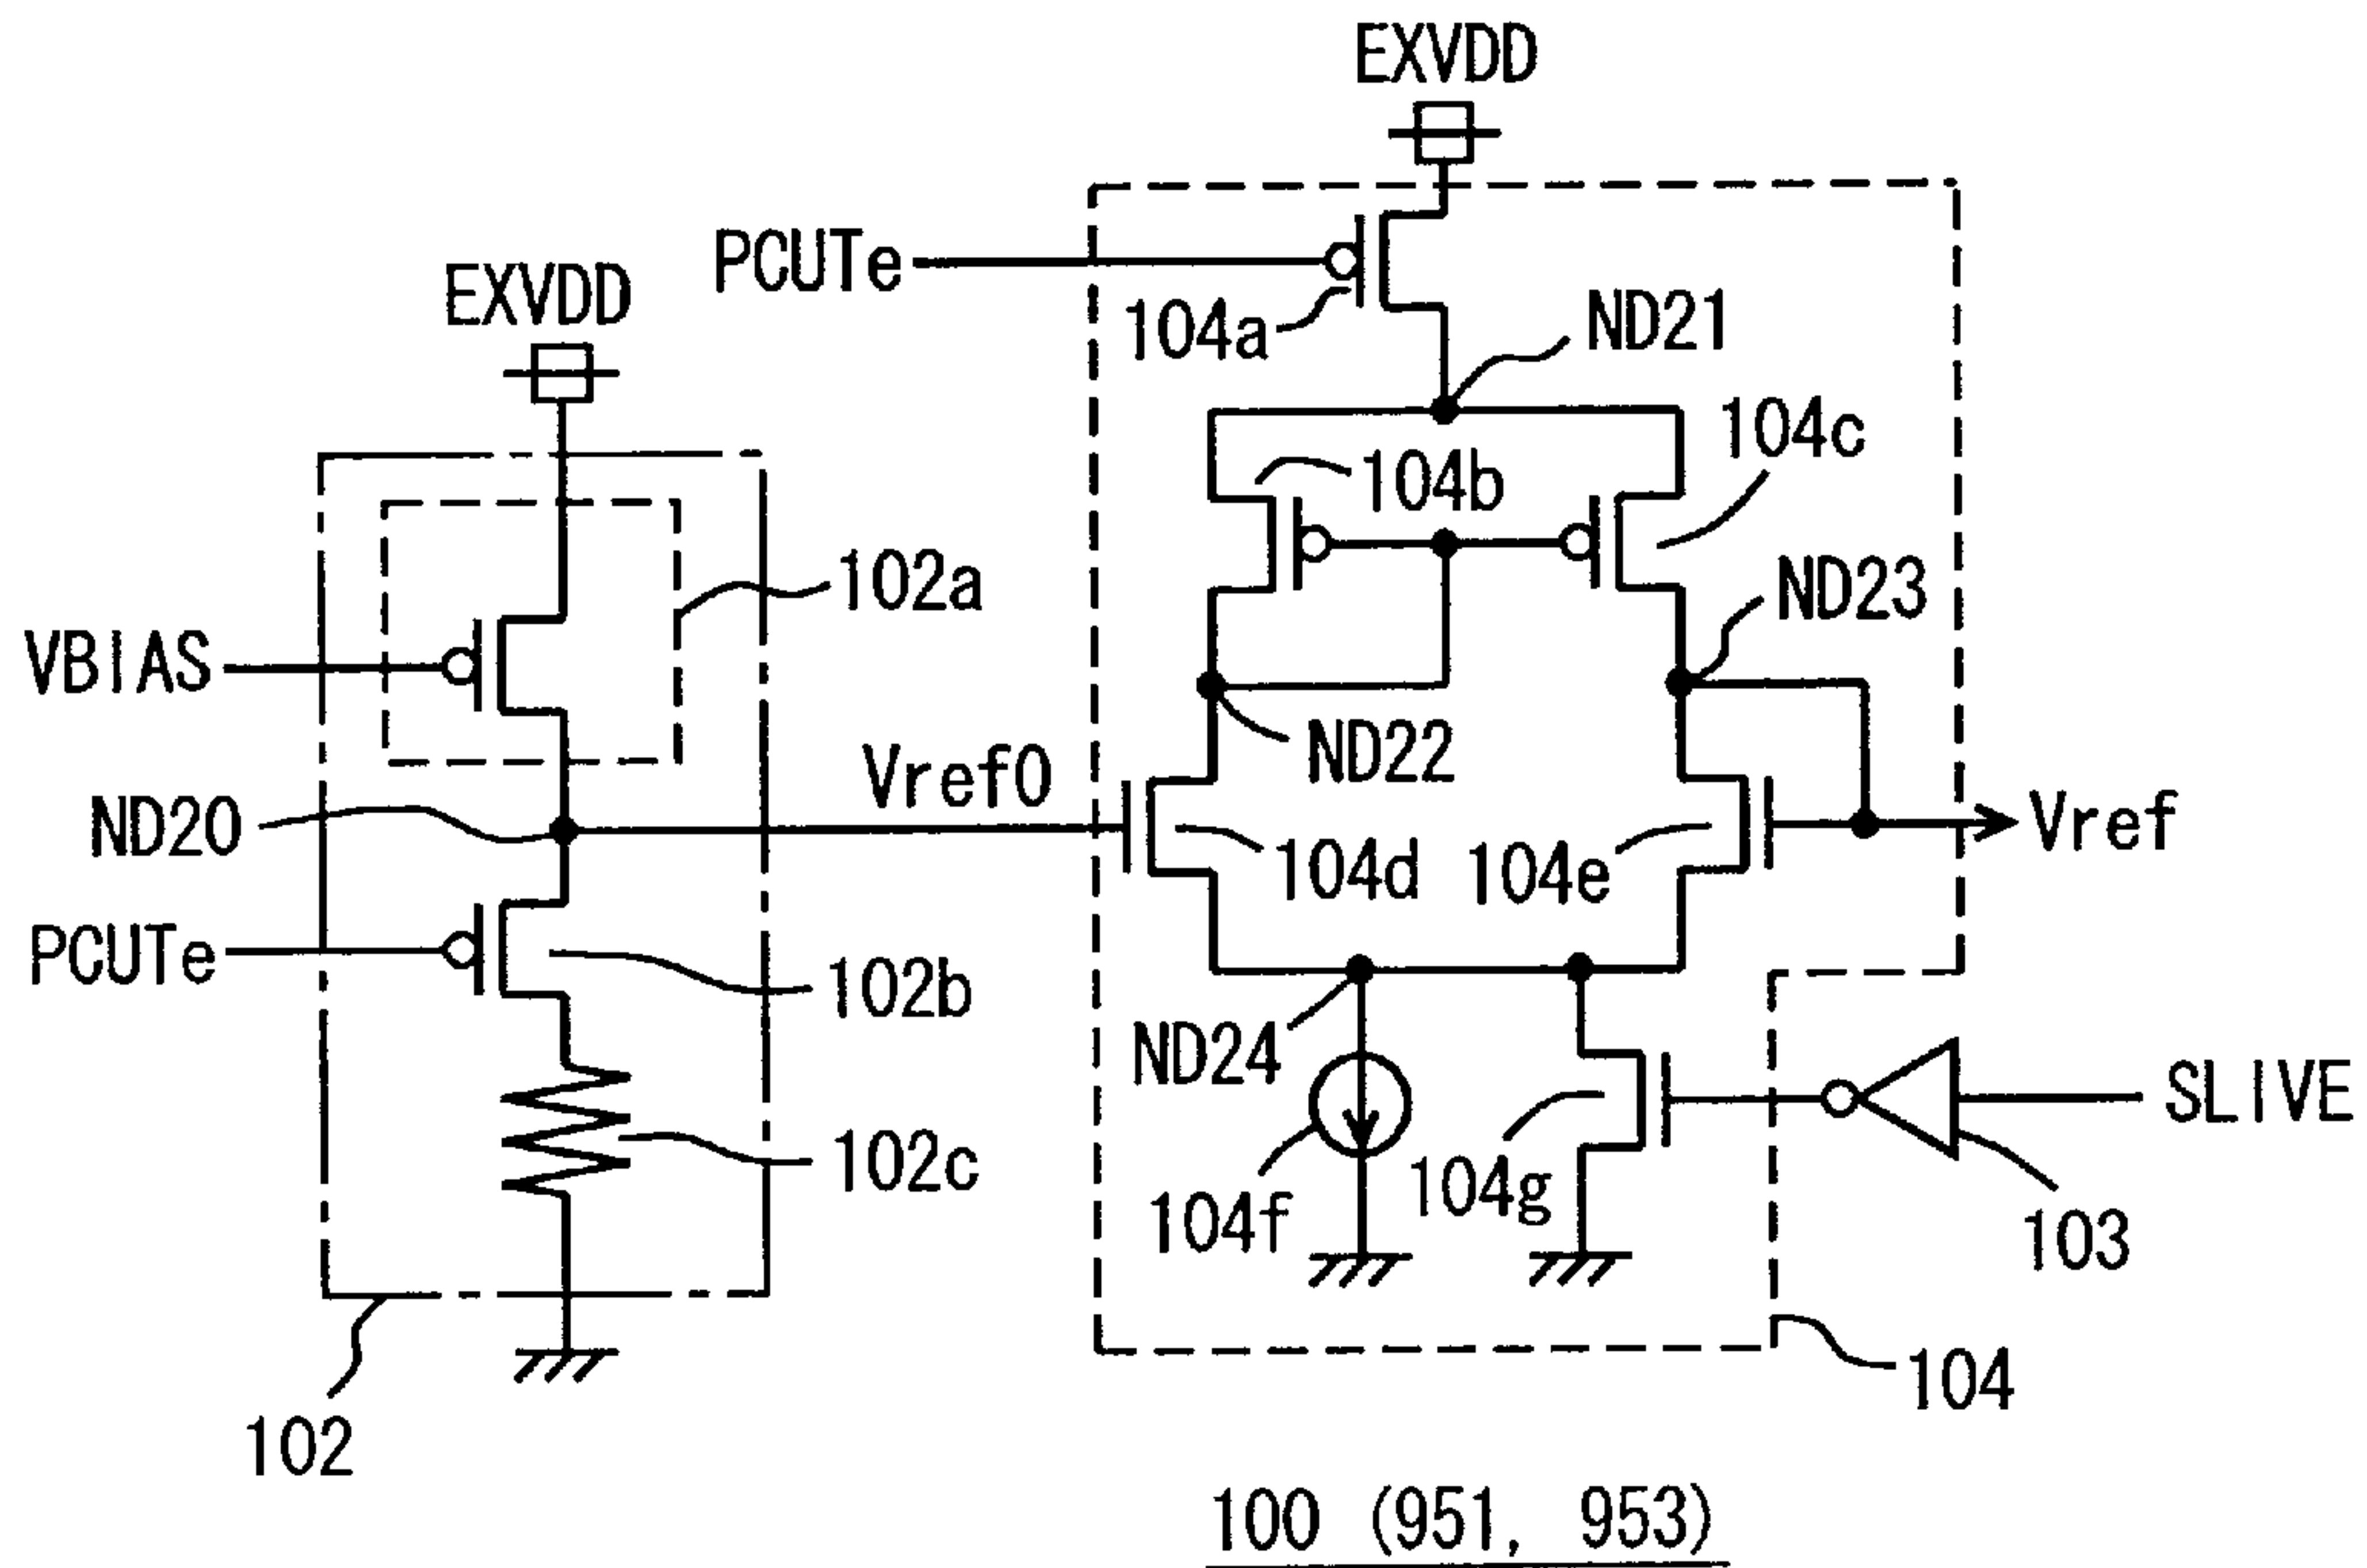 EXVDD
PCUTe
104a
EXVDD
ND21
104c
104b
102a
ND23
VBIAS
ND22
Vref0
ND20
Vref
104d
104e
PCUTe
102b
ND24
SLIVE
102c
104f
104g
103
104
102
100 (951, 953)